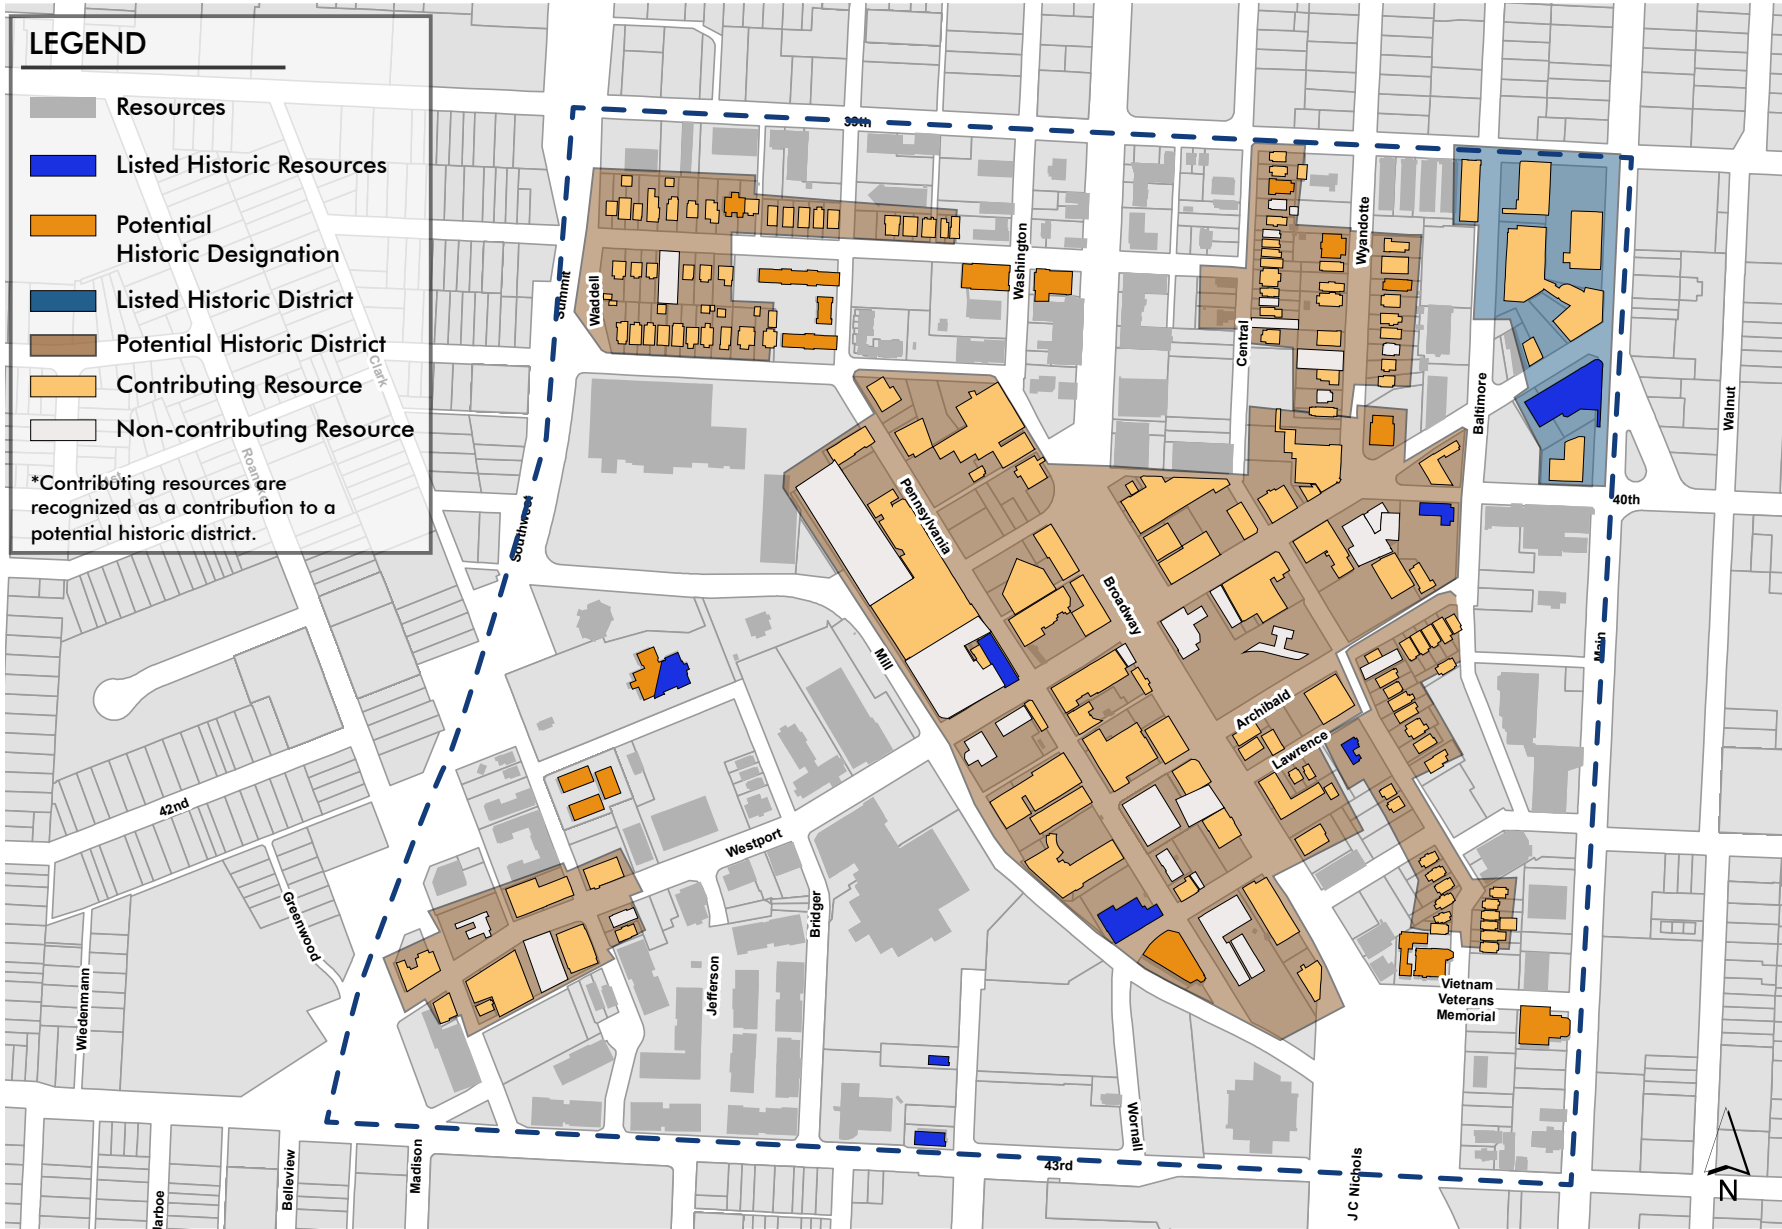 LEGEND
Resources
Listed Historic Resources
Potential
Historic Designation
Listed Historic District
Potential Historic District
Contributing Resource
Non-contributing Resource
*Contributing resources are
recognized as a contribution to a
potential historic district.
39th
Summit
Waddell
Washington
Central
Wyandotte
Baltimore
Walnut
Clark
Southwest
Pennsylvania
Broadway
40th
Main
Mill
Archibald
Lawrence
42nd
Westport
Greenwood
Bridger
Jefferson
Wiedenmann
Vietnam
Veterans
Memorial
Wornall
43rd
J C Nichols
Madison
Belleview
N